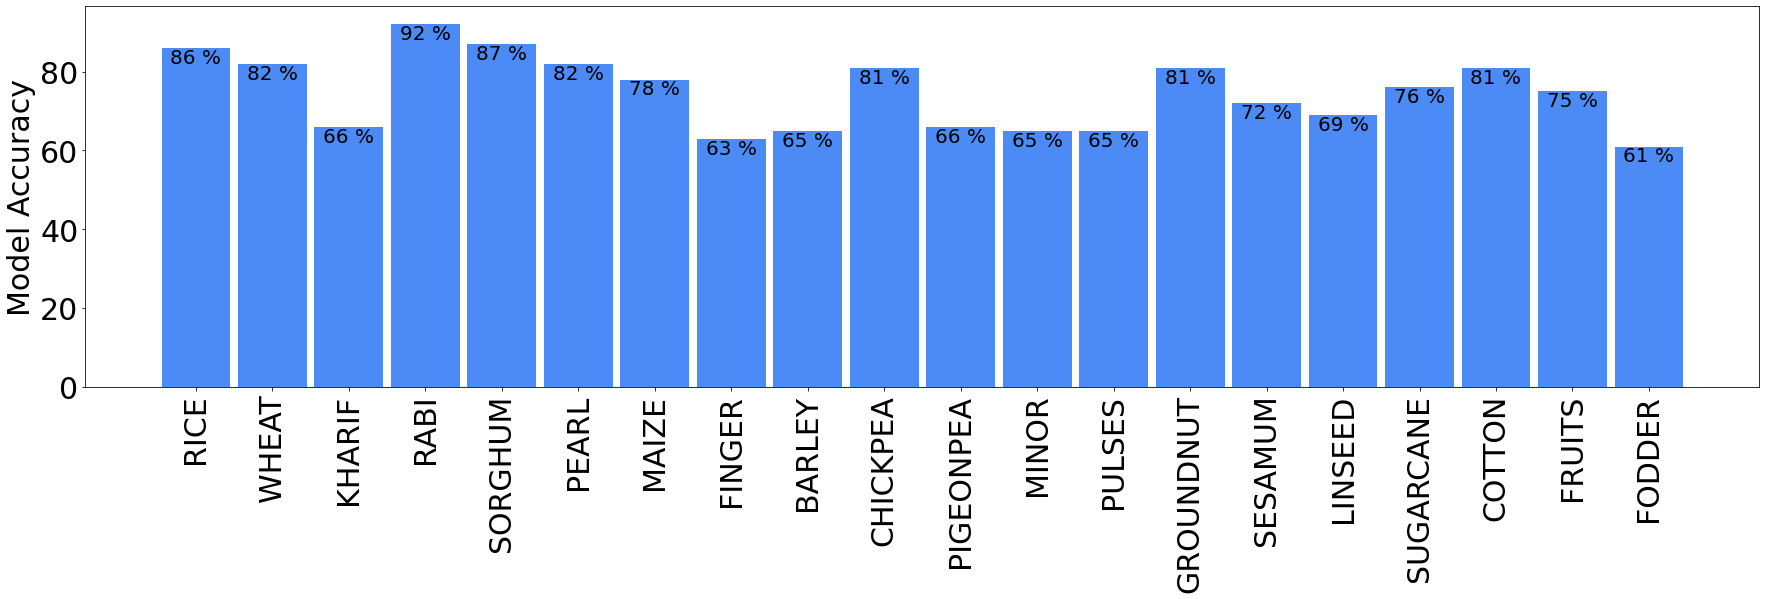 Model Accuracy
80
60
40
20
0
86 %
82 %
66 %
92 %
87 %
82 %
78 %
63 %
65 %
81 %
66 %
65 %
65 %
81 %
72 %
69 %
76 %
81 %
75 %
61 %
RICE
WHEAT
KHARIF
RABI
SORGHUM
PEARL
MAIZE
FINGER
BARLEY
CHICKPEA
PIGEONPEA
MINOR
PULSES
GROUNDNUT
SESAMUM
LINSEED
SUGARCANE
COTTON
FRUITS
FODDER